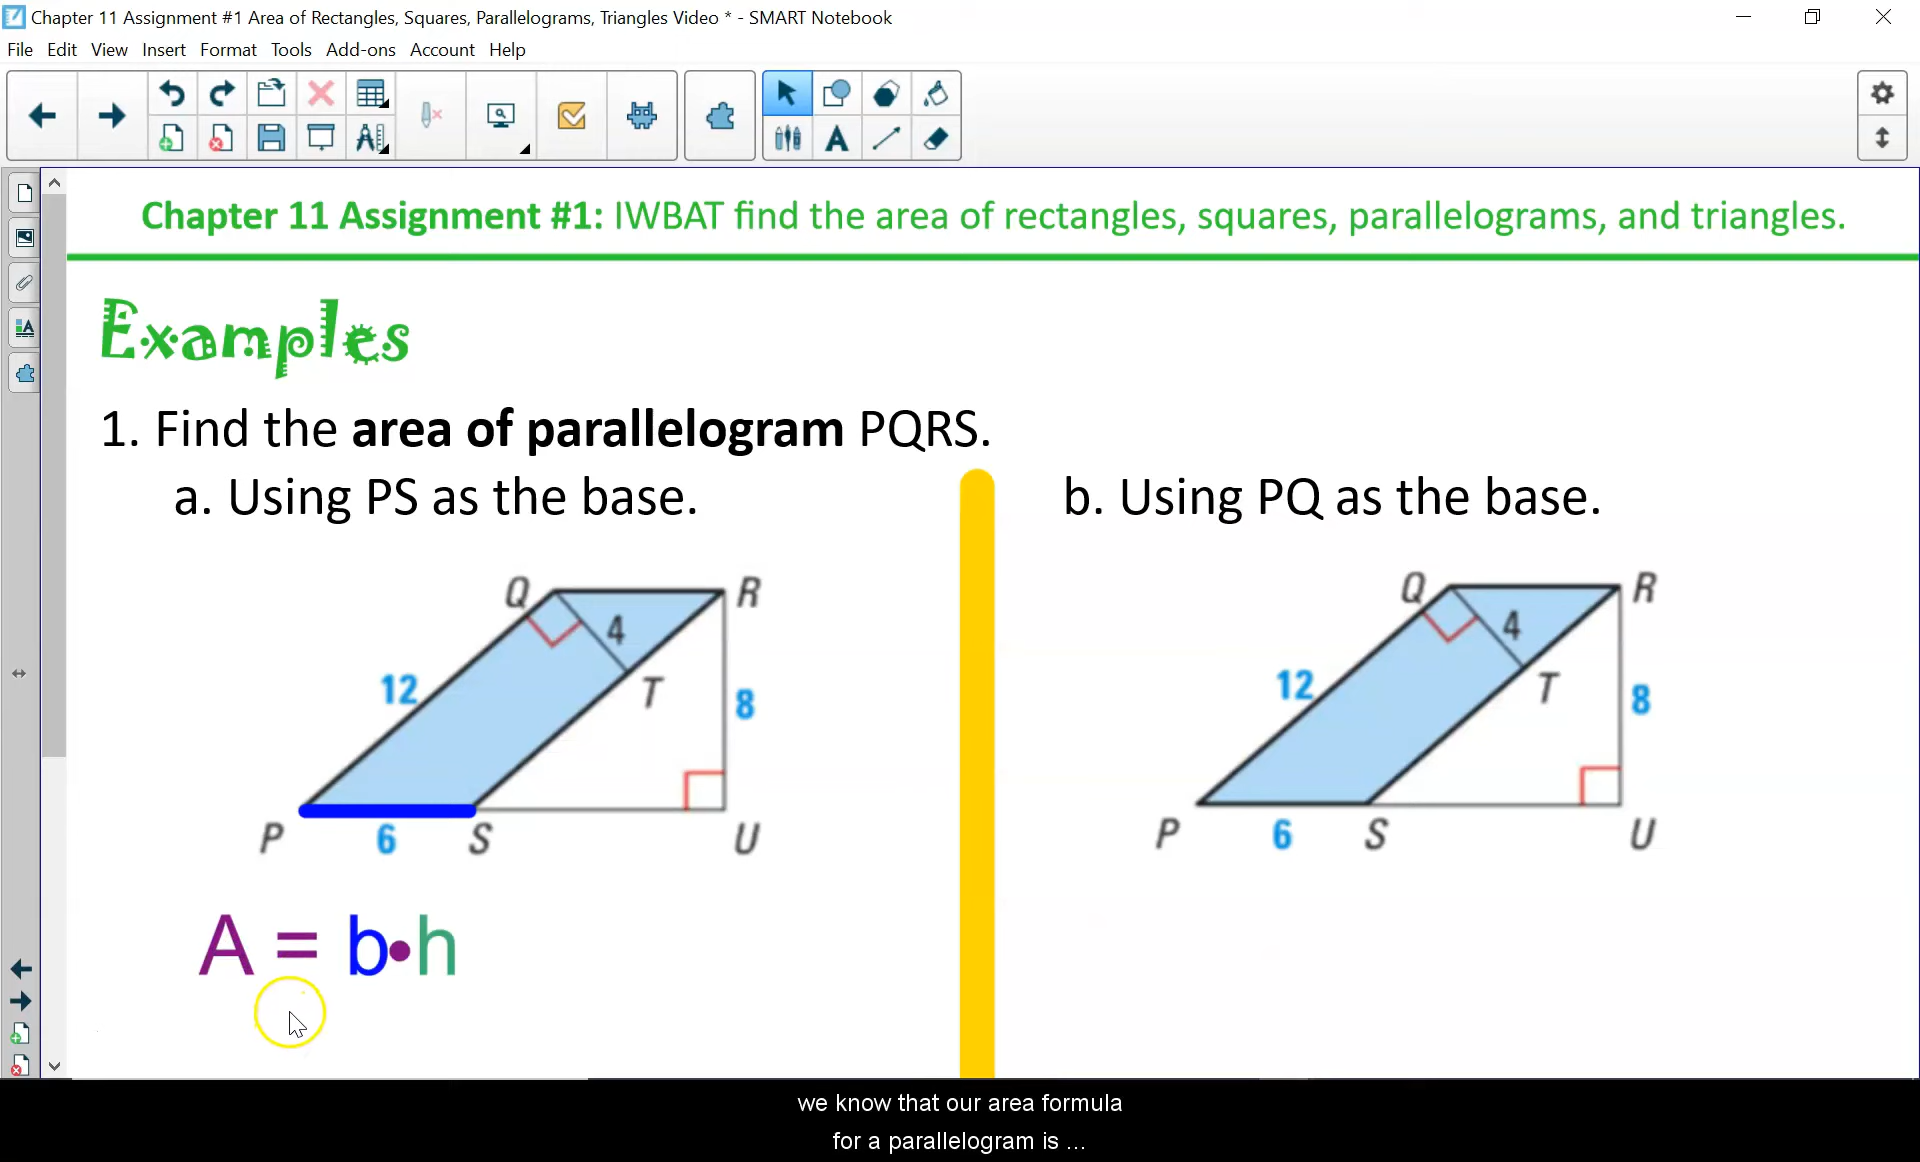 Chapter 11 Assignment #1 Area of Rectangles, Squares, Parallelograms, Triangles Video * - SMART Notebook
File Edit View Insert Format Tools Add-ons Account Help
Chapter 11 Assignment #1: IWBAT find the area of rectangles, squares, parallelograms, and triangles.
Examples
1. Find the area of parallelogram PQRS.
a. Using PS as the base.
Q R
4
12 T 8
P 6 S U
A = b•h
b. Using PQ as the base.
Q R
4
12 T 8
P 6 S U
we know that our area formula
for a parallelogram is ...